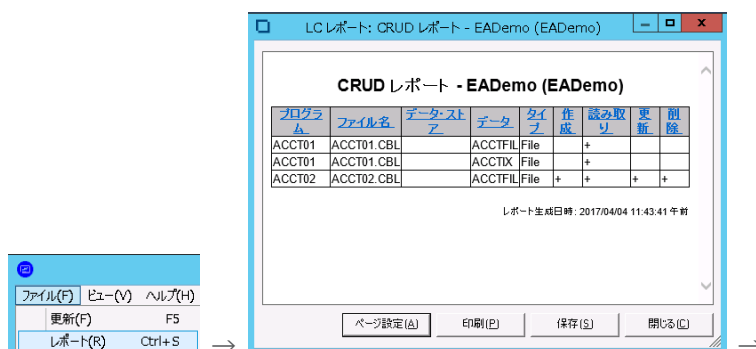 LC レポート: CRUD レポート - EADemo (EADemo)
CRUD レポート - EADemo (EADemo)
プログラム ファイル名 データ・ストア データ タイプ 作成 読み取り 更新 削除
ACCT01 ACCT01.CBL ACCTFIL File +
ACCT01 ACCT01.CBL ACCTIX File +
ACCT02 ACCT02.CBL ACCTFIL File + + + +
レポート生成日時: 2017/04/04 11:43:41 午前
ページ設定(A) 印刷(P) 保存(S) 閉じる(C)
ファイル(F) ビュー(V) ヘルプ(H)
更新(F) F5
レポート(R) Ctrl+S
→ →